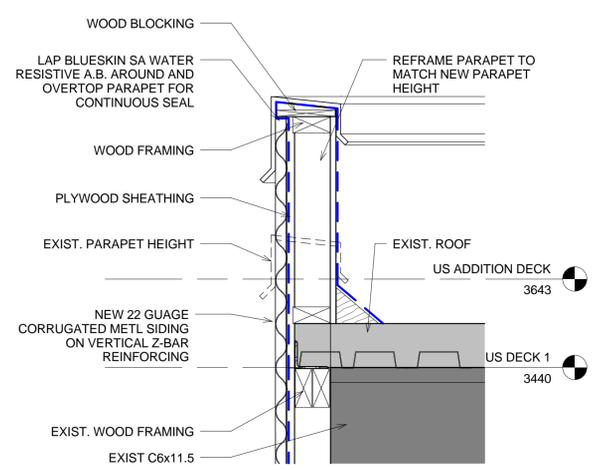 WOOD BLOCKING
LAP BLUESKIN SA WATER
RESISTIVE A.B. AROUND AND
OVERTOP PARAPET FOR
CONTINUOUS SEAL
WOOD FRAMING
PLYWOOD SHEATHING
EXIST. PARAPET HEIGHT
NEW 22 GUAGE
CORRUGATED METL SIDING
ON VERTICAL Z-BAR
REINFORCING
EXIST. WOOD FRAMING
EXIST C6x11.5
REFRAME PARAPET TO
MATCH NEW PARAPET
HEIGHT
EXIST. ROOF
US ADDITION DECK
3643
US DECK 1
3440